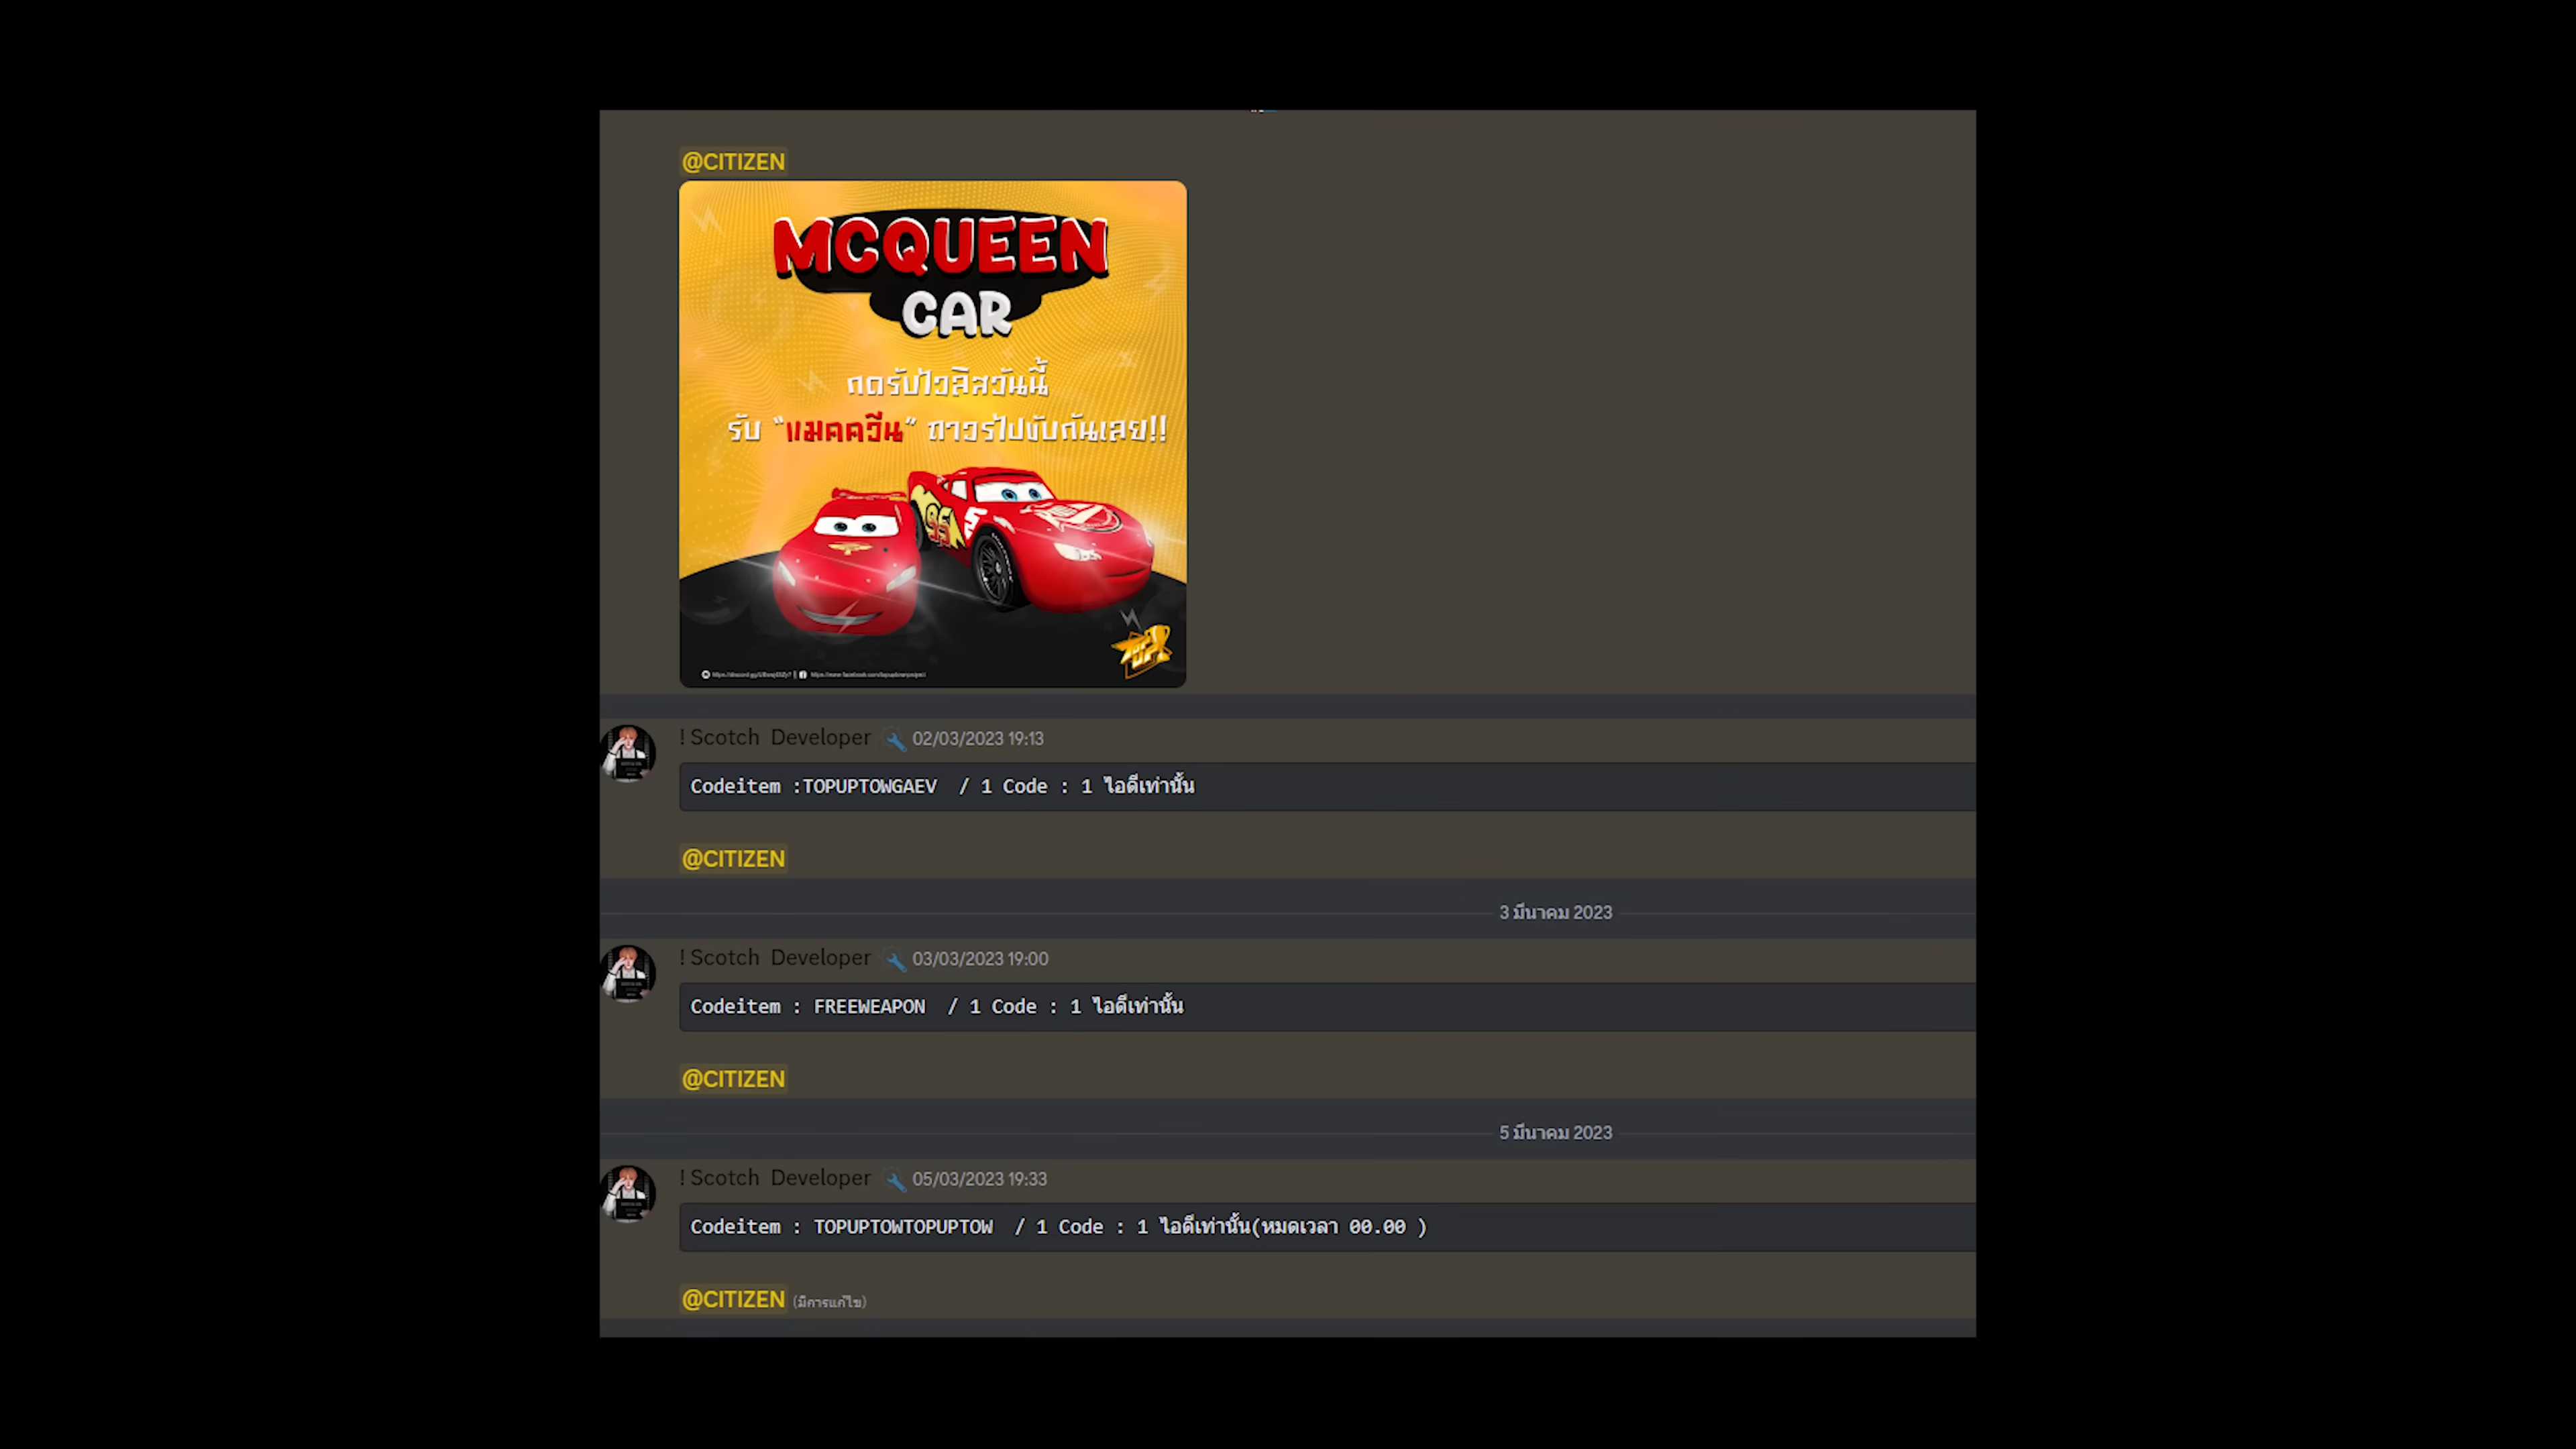 @CITIZEN
MCQUEEN
CAR
กดรับไวลิสวันนี้
รับ "แมคควีน" ถาวรไปขับกันเลย!!
95
TOP1
! Scotch Developer 02/03/2023 19:13
Codeitem :TOPUPTOWGAEV / 1 Code : 1 ไอดีเท่านั้น
@CITIZEN
3 มีนาคม 2023
! Scotch Developer 03/03/2023 19:00
Codeitem : FREEWEAPON / 1 Code : 1 ไอดีเท่านั้น
@CITIZEN
5 มีนาคม 2023
! Scotch Developer 05/03/2023 19:33
Codeitem : TOPUPTOWTOPUPTOW / 1 Code : 1 ไอดีเท่านั้น(หมดเวลา 00.00 )
@CITIZEN (มีการแก้ไข)